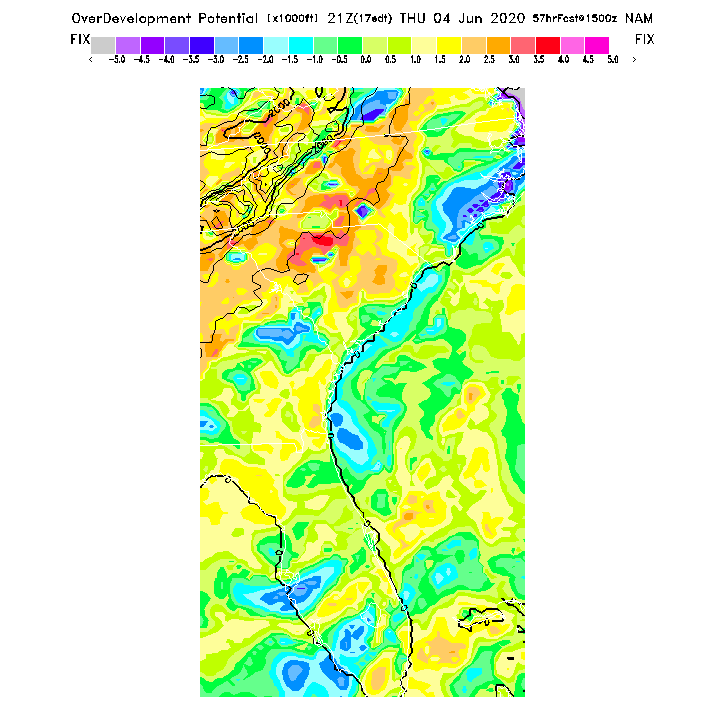 OverDevelopment Potential [x1000ft] 21Z(17edt) THU 04 Jun 2020 57hrFcst@1500z NAM
FIX FIX
< -5.0 -4.5 -4.0 -3.5 -3.0 -2.5 -2.0 -1.5 -1.0 -0.5 0.0 0.5 1.0 1.5 2.0 2.5 3.0 3.5 4.0 4.5 5.0 >
2000
2000